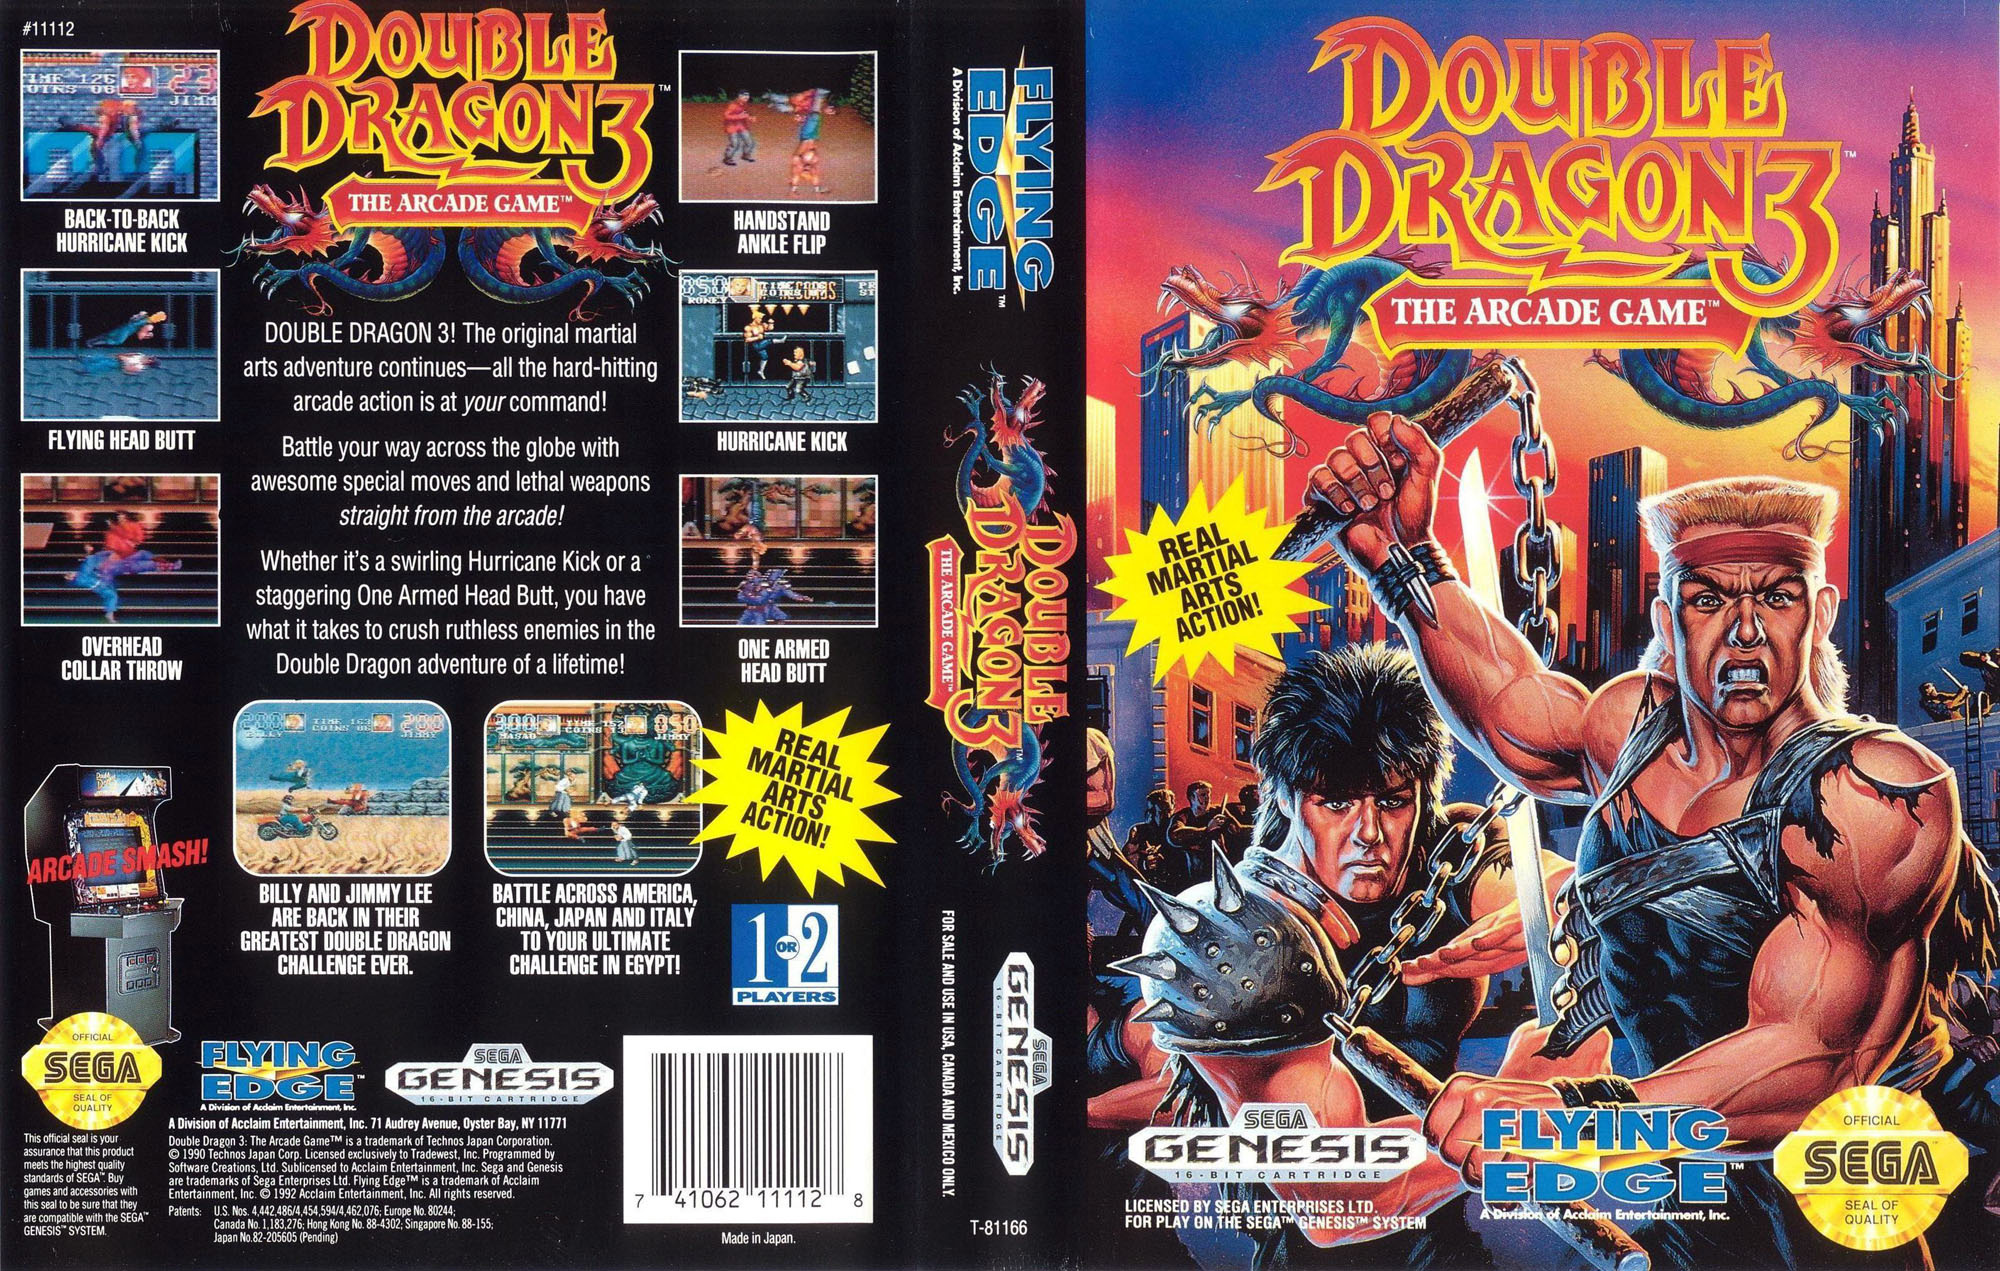 #11112
DOUBLE
DRAGON 3™
THE ARCADE GAME™
BACK-TO-BACK
HURRICANE KICK
FLYING HEAD BUTT
OVERHEAD
COLLAR THROW
HANDSTAND
ANKLE FLIP
HURRICANE KICK
ONE ARMED
HEAD BUTT
DOUBLE DRAGON 3! The original martial
arts adventure continues—all the hard-hitting
arcade action is at your command!
Battle your way across the globe with
awesome special moves and lethal weapons
straight from the arcade!
Whether it's a swirling Hurricane Kick or a
staggering One Armed Head Butt, you have
what it takes to crush ruthless enemies in the
Double Dragon adventure of a lifetime!
ARCADE SMASH!
BILLY AND JIMMY LEE
ARE BACK IN THEIR
GREATEST DOUBLE DRAGON
CHALLENGE EVER.
BATTLE ACROSS AMERICA,
CHINA, JAPAN AND ITALY
TO YOUR ULTIMATE
CHALLENGE IN EGYPT!
REAL
MARTIAL
ARTS
ACTION!
1 OR 2
PLAYERS
OFFICIAL
SEGA
SEAL OF
QUALITY
This official seal is your
assurance that this product
meets the highest quality
standards of SEGA™. Buy
games and accessories with
this seal to be sure that they
are compatible with the SEGA™
GENESIS™ SYSTEM.
FLYING
EDGE™
A Division of Acclaim Entertainment, Inc.
SEGA
GENESIS
16-BIT CARTRIDGE
A Division of Acclaim Entertainment, Inc. 71 Audrey Avenue, Oyster Bay, NY 11771
Double Dragon 3: The Arcade Game™ is a trademark of Technos Japan Corporation.
© 1990 Technos Japan Corp. Licensed exclusively to Tradewest, Inc. Programmed by
Software Creations, Ltd. Sublicensed to Acclaim Entertainment, Inc. Sega and Genesis
are trademarks of Sega Enterprises Ltd. Flying Edge™ is a trademark of Acclaim
Entertainment, Inc. © 1992 Acclaim Entertainment, Inc. All rights reserved.
Patents: U.S. Nos. 4,442,486/4,454,594/4,462,076; Europe No. 80244;
Canada No. 1,183,276; Hong Kong No. 88-4302; Singapore No. 88-155;
Japan No. 82-205605 (Pending)
7 41062 11112 8
Made in Japan.
FLYING
EDGE™
A Division of Acclaim Entertainment, Inc.
DOUBLE
DRAGON 3™
THE ARCADE GAME™
FOR SALE AND USE IN USA, CANADA AND MEXICO ONLY.
SEGA
GENESIS
16-BIT CARTRIDGE
T-81166
DOUBLE
DRAGON 3™
THE ARCADE GAME™
REAL
MARTIAL
ARTS
ACTION!
SEGA
GENESIS
16-BIT CARTRIDGE
LICENSED BY SEGA ENTERPRISES LTD.
FOR PLAY ON THE SEGA™ GENESIS™ SYSTEM
FLYING
EDGE™
A Division of Acclaim Entertainment, Inc.
OFFICIAL
SEGA™
SEAL OF
QUALITY